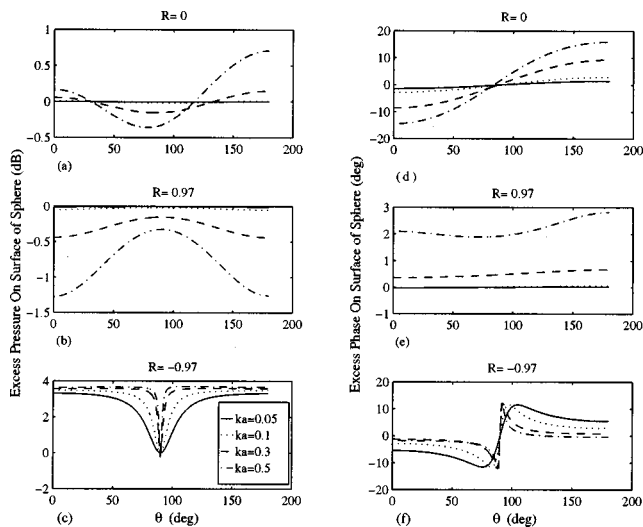 R= 0
1
0.5
0
-0.5
0
50
100
150
200
(a)
R= 0.97
0
-0.5
-1
-1.5
0
50
100
150
200
(b)
R= -0.97
4
2
0
2
0
50
100
150
200
(c)
θ (deg)
ka=0.05
ka=0.1
ka=0.3
ka=0.5
Excess Pressure On Surface of Sphere (dB)
R= 0
20
10
0
-10
-20
0
50
100
150
200
(d)
R= 0.97
3
2
1
0
-1
0
50
100
150
200
(e)
R= -0.97
20
10
0
-10
-20
0
50
100
150
200
(f)
θ (deg)
Excess Phase On Surface of Sphere (deg)